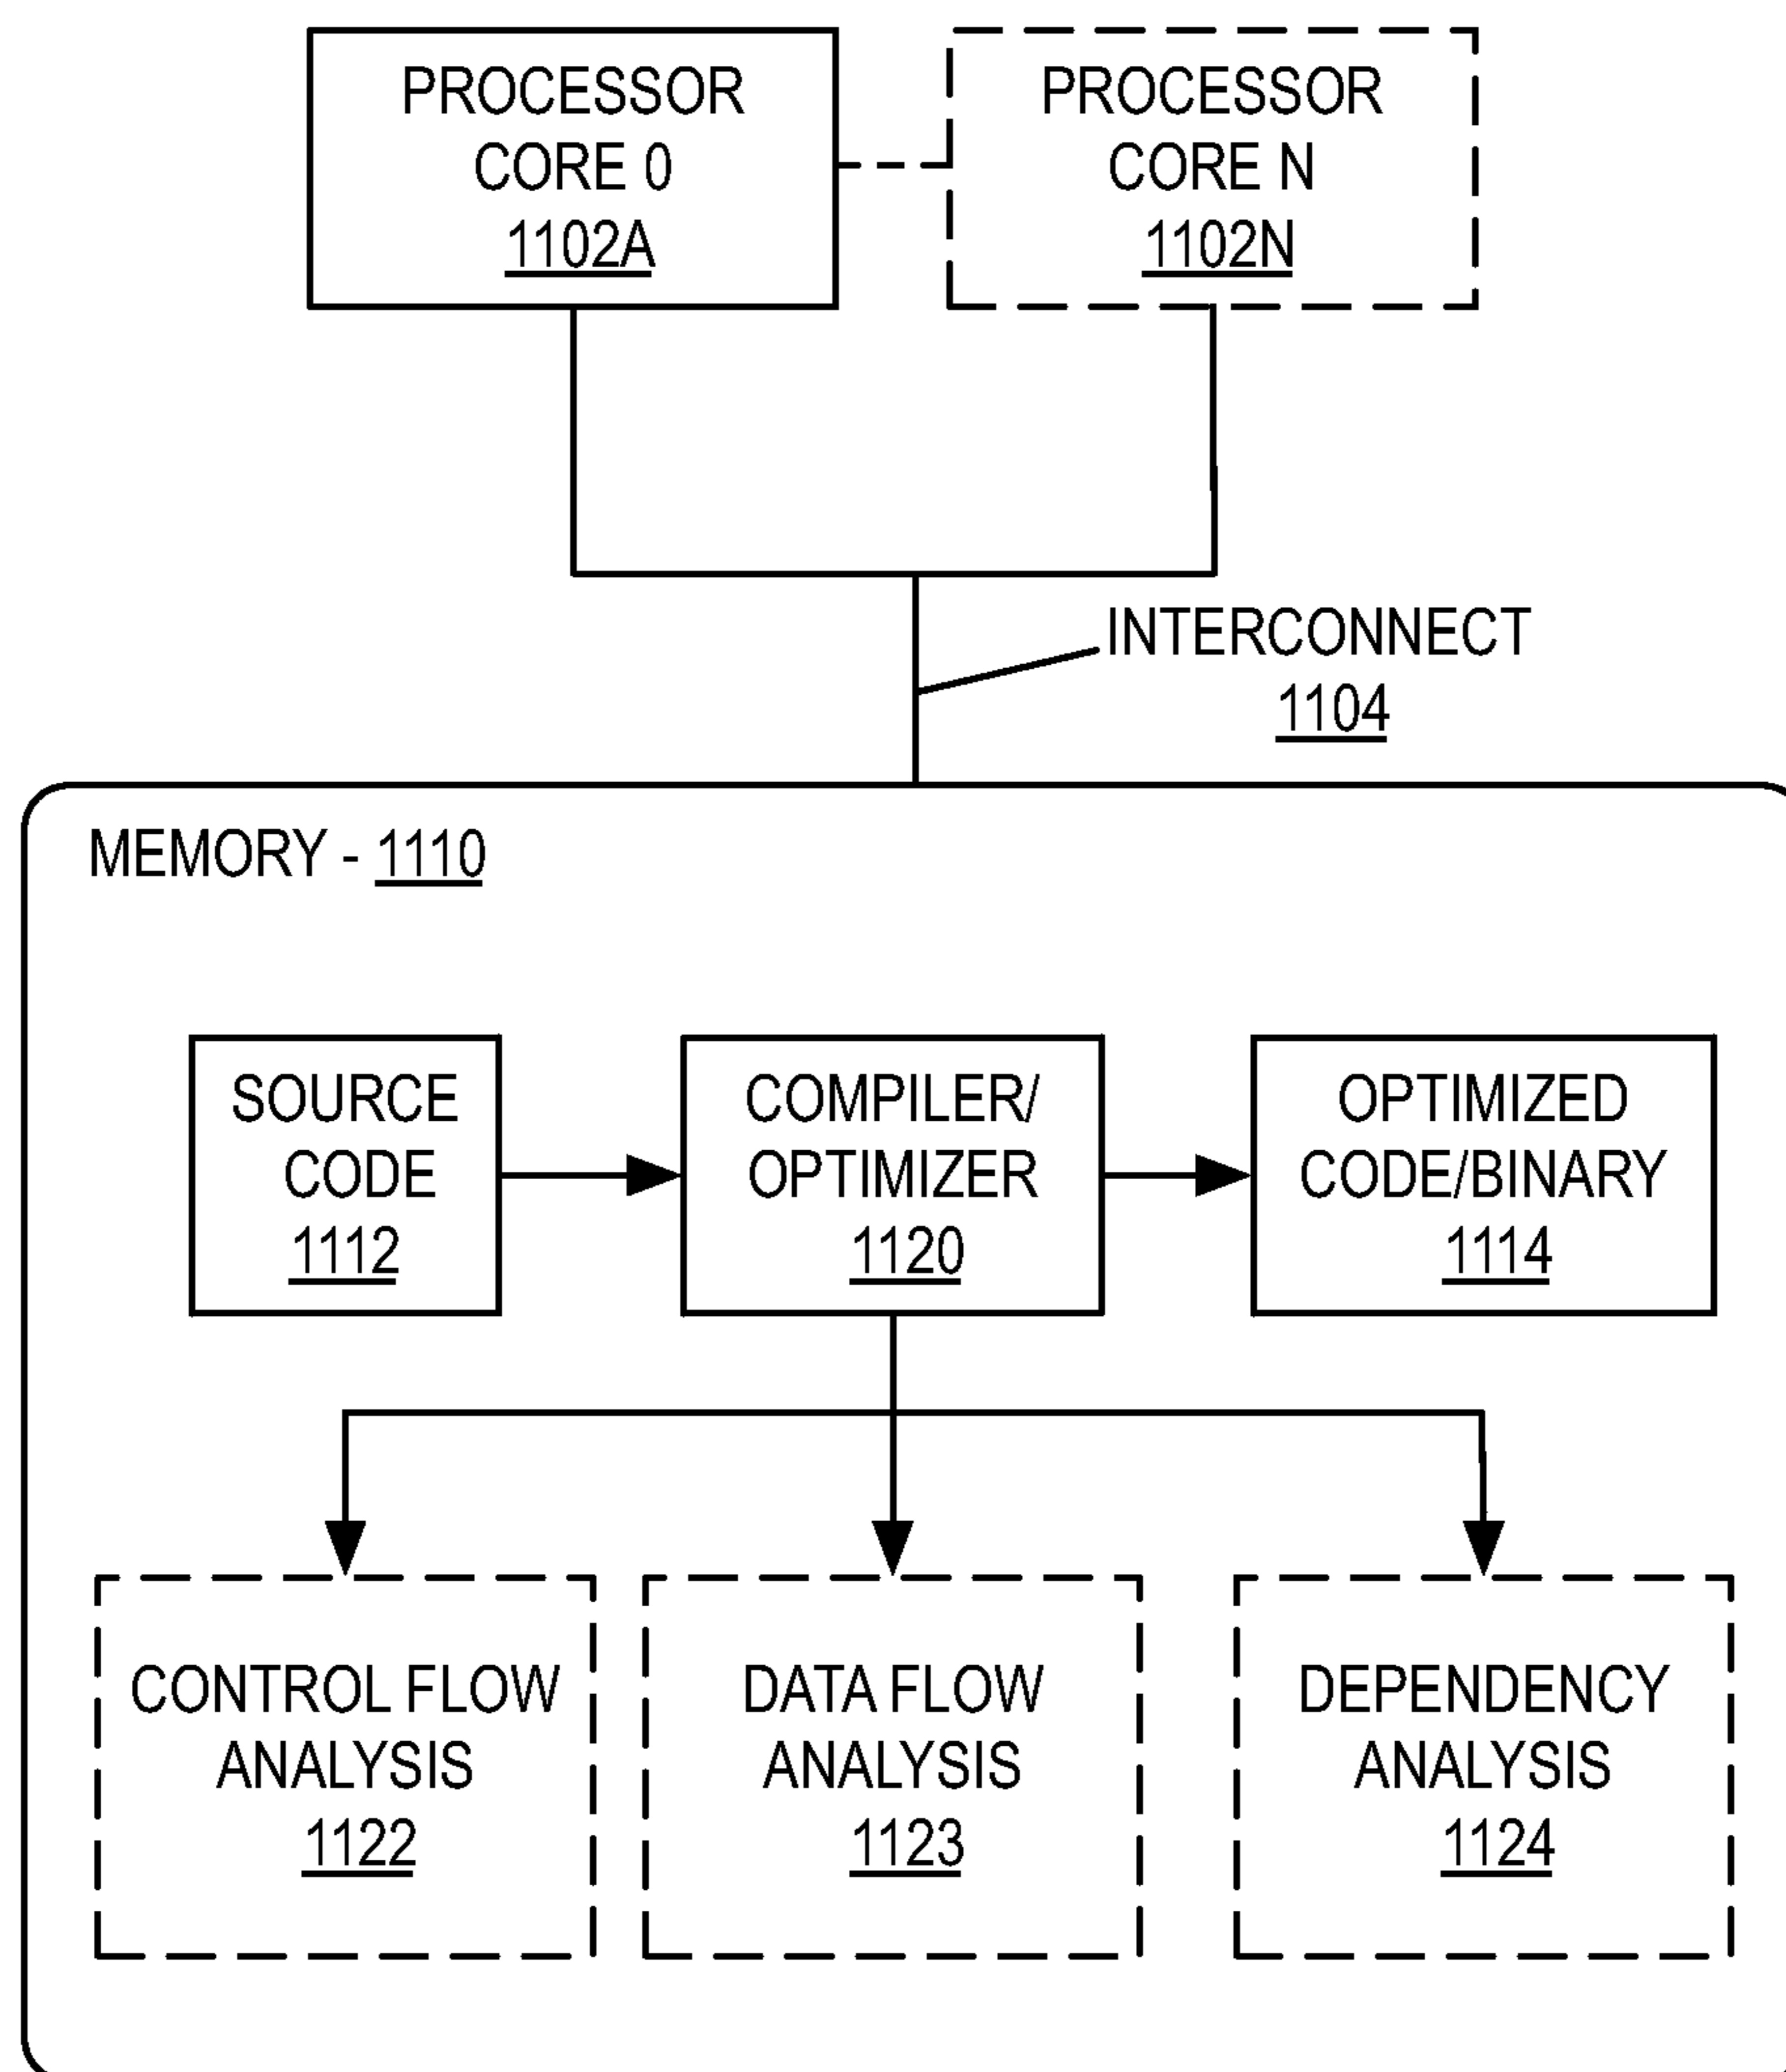 PROCESSOR
CORE 0
1102A
PROCESSOR
CORE N
1102N
INTERCONNECT
1104
MEMORY - 1110
SOURCE
CODE
1112
COMPILER/
OPTIMIZER
1120
OPTIMIZED
CODE/BINARY
1114
CONTROL FLOW
ANALYSIS
1122
DATA FLOW
ANALYSIS
1123
DEPENDENCY
ANALYSIS
1124